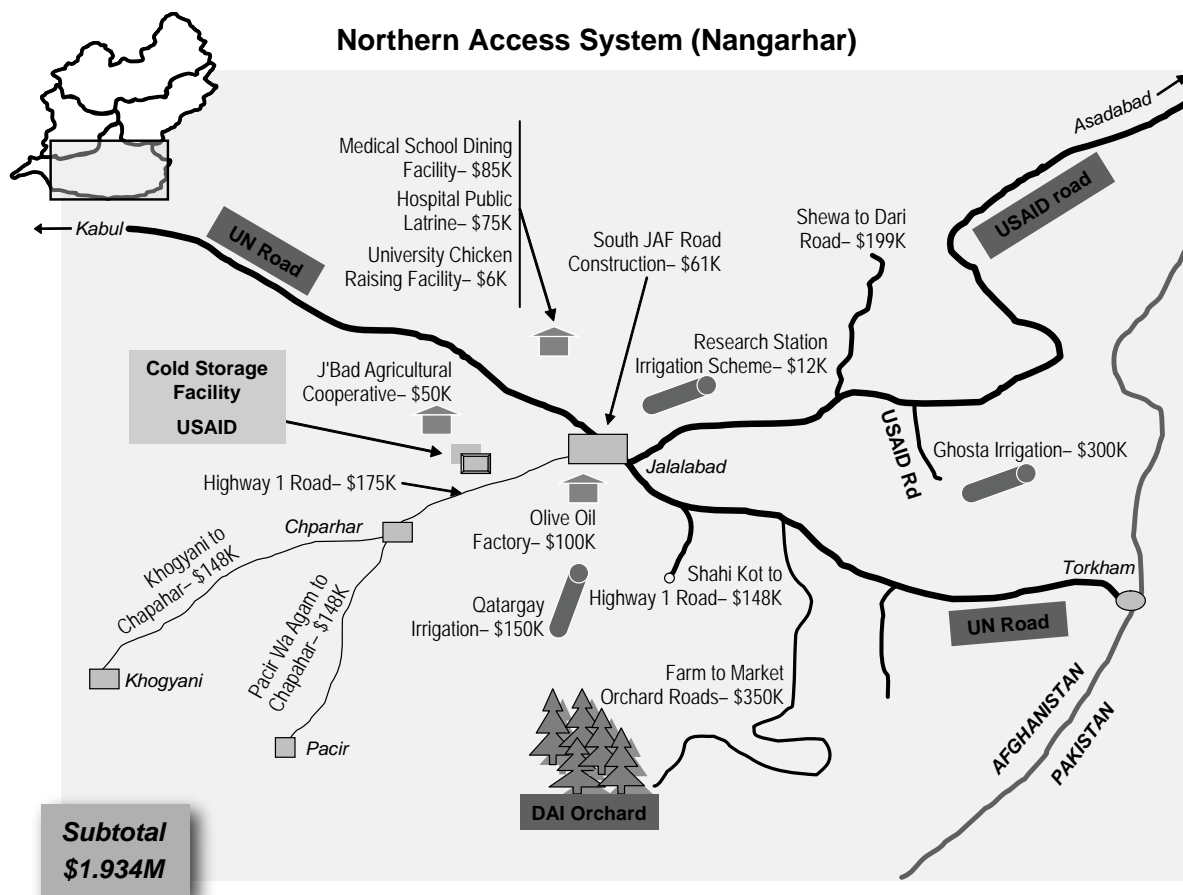 Northern Access System (Nangarhar)
Asadabad
Kabul
UN Road
Medical School Dining
Facility– $85K
Hospital Public
Latrine– $75K
University Chicken
Raising Facility– $6K
South JAF Road
Construction– $61K
Shewa to Dari
Road– $199K
USAID road
Cold Storage
Facility
USAID
J'Bad Agricultural
Cooperative– $50K
Research Station
Irrigation Scheme– $12K
USAID Rd
Ghosta Irrigation– $300K
Jalalabad
Highway 1 Road– $175K
Chparhar
Olive Oil
Factory– $100K
Khogyani to
Chapahar– $148K
Pacir Wa Agam to
Chapahar– $148K
Qatargay
Irrigation– $150K
Shahi Kot to
Highway 1 Road– $148K
Torkham
UN Road
Khogyani
Pacir
Farm to Market
Orchard Roads– $350K
DAI Orchard
AFGHANISTAN
PAKISTAN
Subtotal
$1.934M